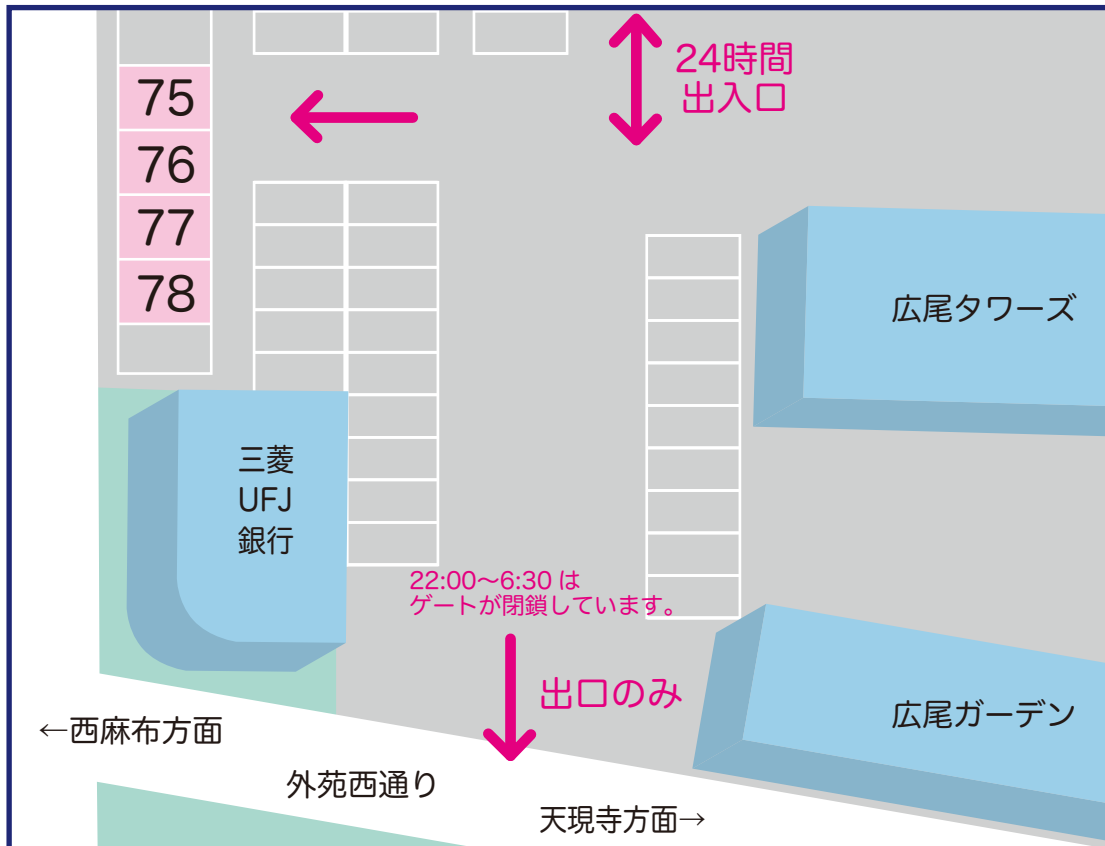 24時間
出入口
75
76
77
78
広尾タワーズ
三菱
UFJ
銀行
22:00〜6:30 は
ゲートが閉鎖しています。
出口のみ
広尾ガーデン
←西麻布方面
外苑西通り
天現寺方面→